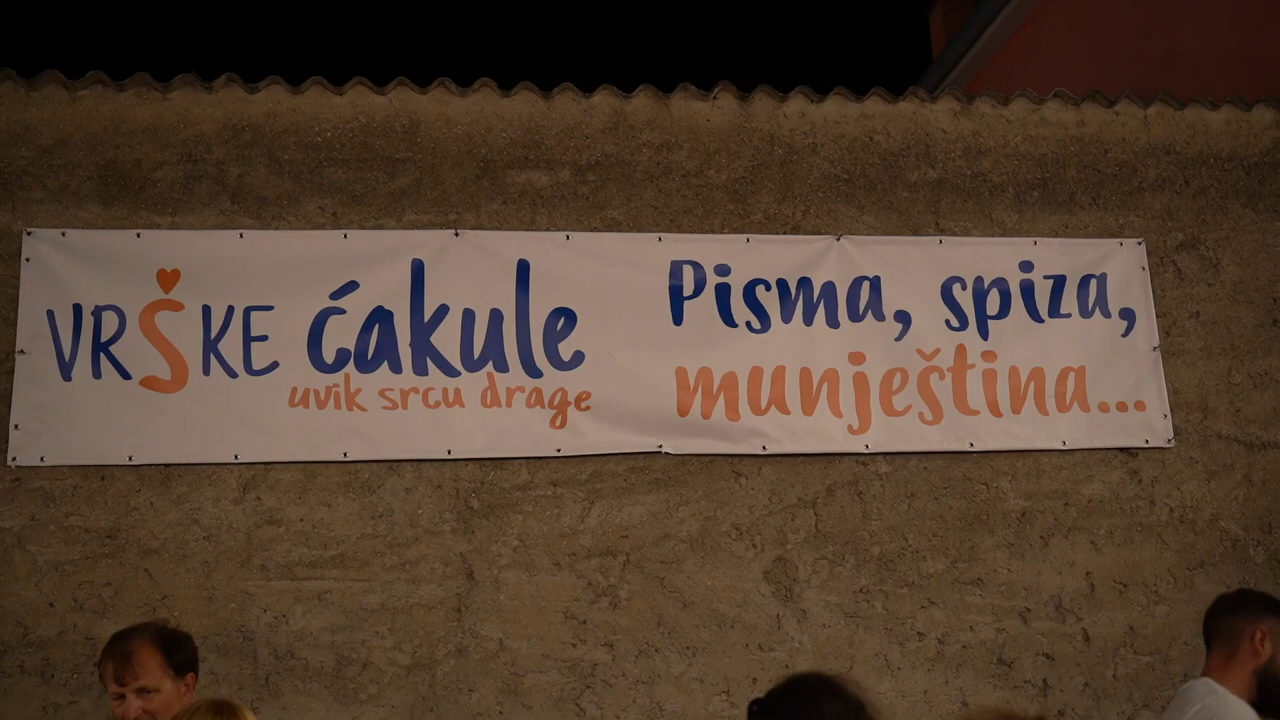 VRŠKE ćakule
uvik srcu drage
Pisma, spiza,
munještina...